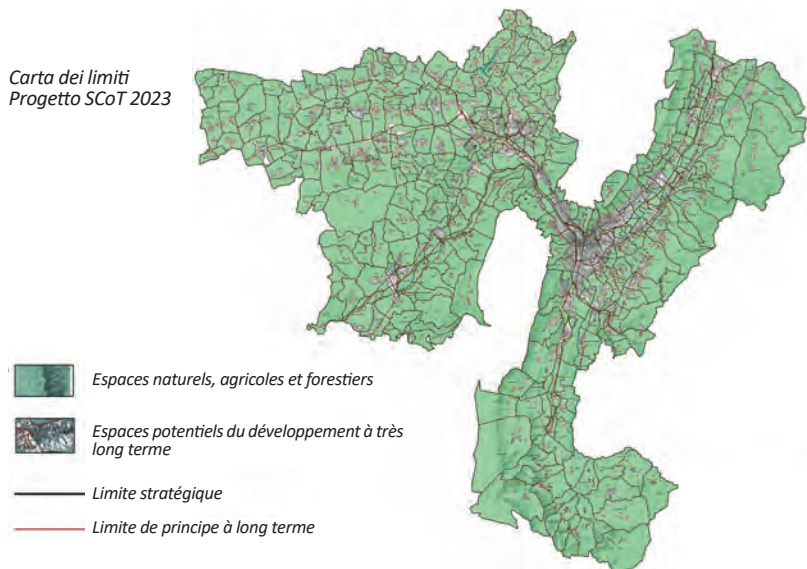 Carta dei limiti
Progetto SCoT 2023
Espaces naturels, agricoles et forestiers
Espaces potentiels du développement à très
long terme
Limite stratégique
Limite de principe à long terme